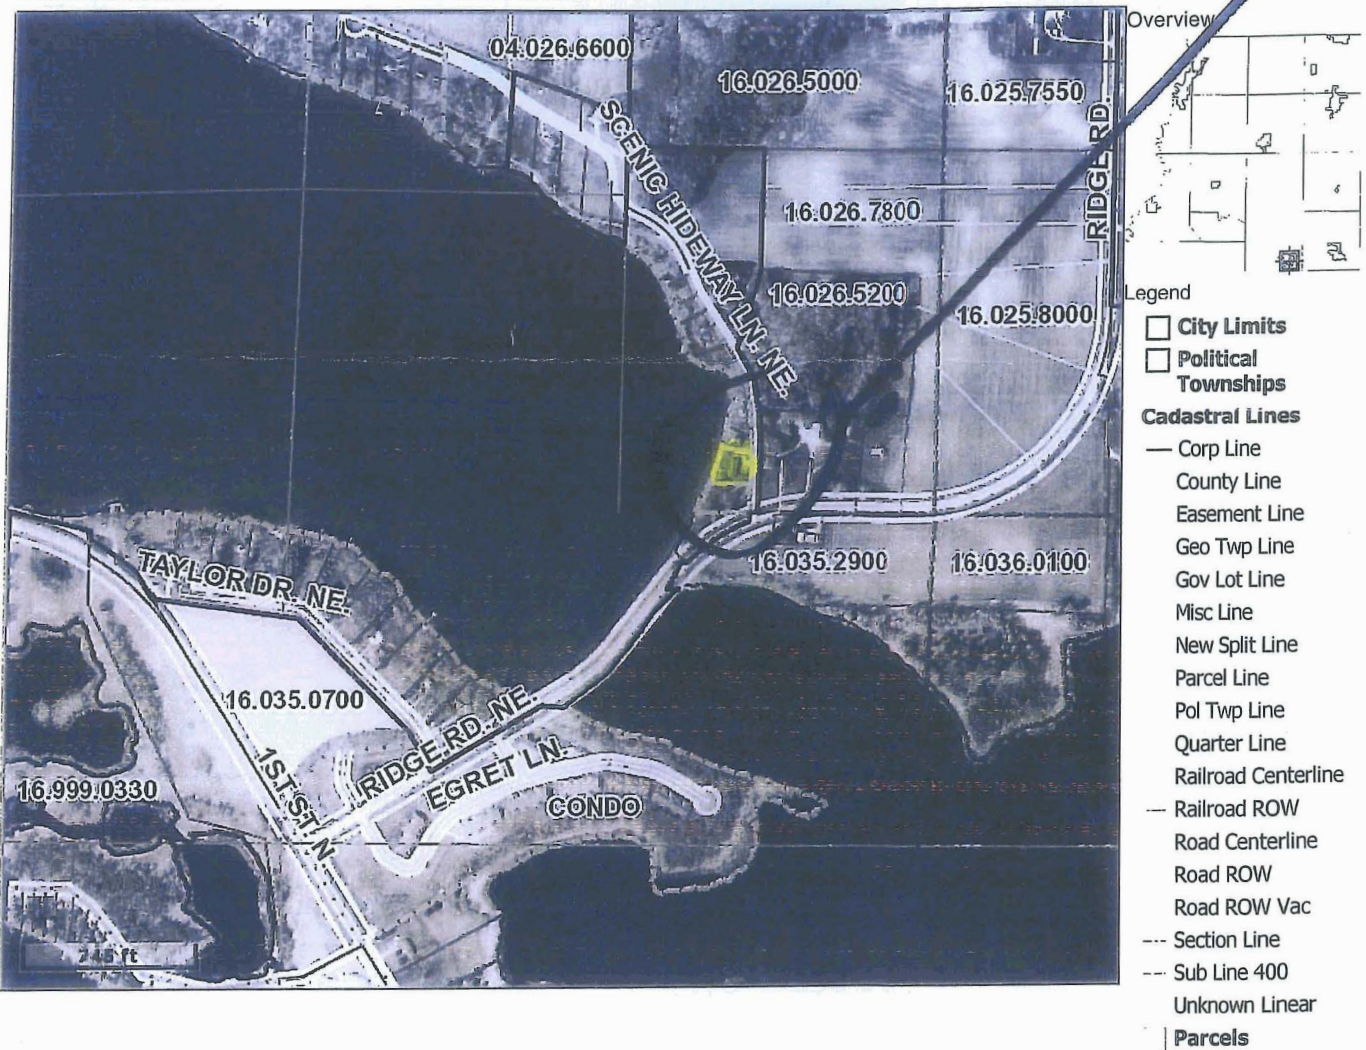 Overview
04.026.6600
16.026.5000
16.025.7550
SCENIC HIDEWAY LN. NE.
RIDGE RD.
16.026.7800
16.026.5200
16.025.8000
16.035.2900
16.036.0100
TAYLOR DR. NE.
16.035.0700
RIDGE RD. NE.
EGRET LN.
1ST ST N
16.999.0330
CONDO
745 ft
Legend
City Limits
Political
Townships
Cadastral Lines
Corp Line
County Line
Easement Line
Geo Twp Line
Gov Lot Line
Misc Line
New Split Line
Parcel Line
Pol Twp Line
Quarter Line
Railroad Centerline
Railroad ROW
Road Centerline
Road ROW
Road ROW Vac
Section Line
Sub Line 400
Unknown Linear
Parcels